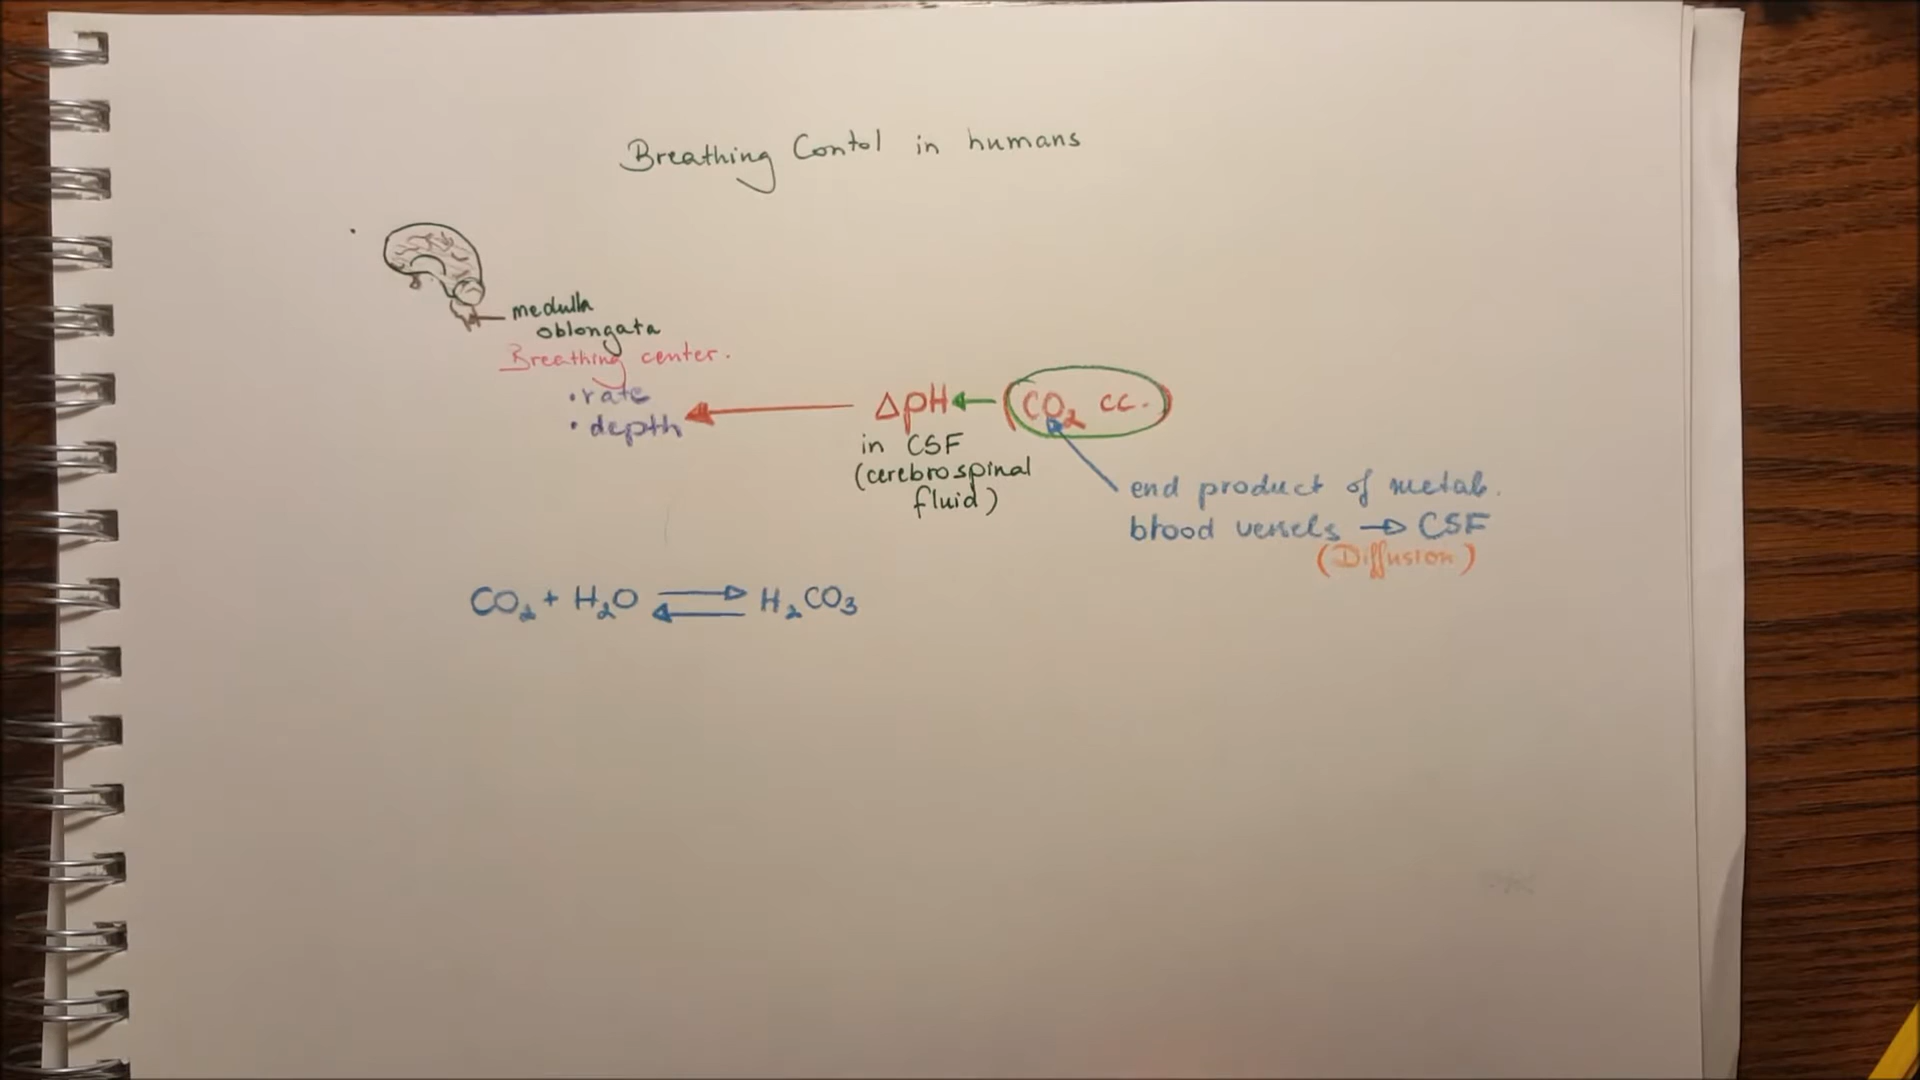 Breathing Contol in humans
medulla
oblongata
Breathing center.
• rate
• depth
ΔpH
in CSF
(cerebrospinal
fluid)
(CO₂ cc.)
end product of metab.
blood vessels → CSF
(Diffusion)
CO₂ + H₂O ⇌ H₂CO₃